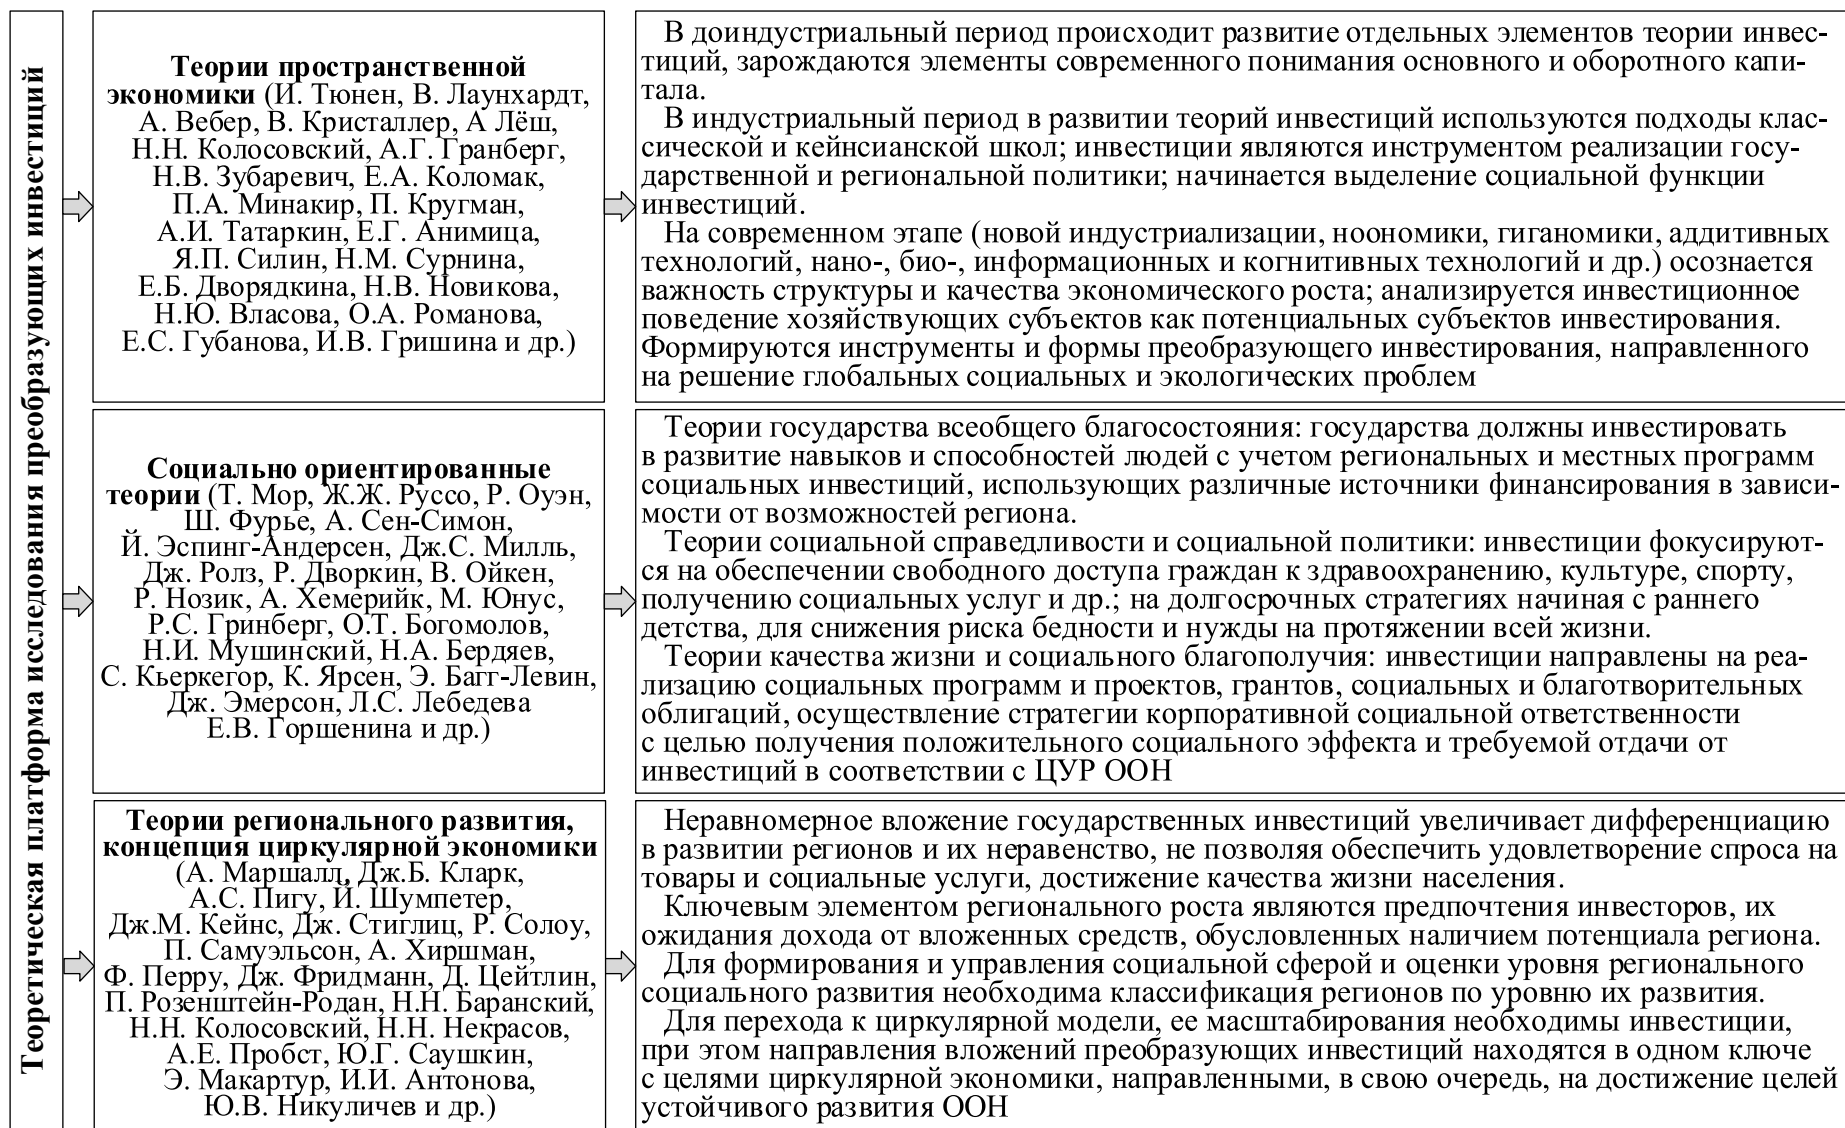 Теоретическая платформа исследования преобразующих инвестиций
Теории пространственной
экономики (И. Тюнен, В. Лаунхардт,
А. Вебер, В. Кристаллер, А Лёш,
Н.Н. Колосовский, А.Г. Гранберг,
Н.В. Зубаревич, Е.А. Коломак,
П.А. Минакир, П. Кругман,
А.И. Татаркин, Е.Г. Анимица,
Я.П. Силин, Н.М. Сурнина,
Е.Б. Дворядкина, Н.В. Новикова,
Н.Ю. Власова, О.А. Романова,
Е.С. Губанова, И.В. Гришина и др.)
В доиндустриальный период происходит развитие отдельных элементов теории инвес-
тиций, зарождаются элементы современного понимания основного и оборотного капи-
тала.
В индустриальный период в развитии теорий инвестиций используются подходы клас-
сической и кейнсианской школ; инвестиции являются инструментом реализации госу-
дарственной и региональной политики; начинается выделение социальной функции
инвестиций.
На современном этапе (новой индустриализации, ноономики, гиганомики, аддитивных
технологий, нано-, био-, информационных и когнитивных технологий и др.) осознается
важность структуры и качества экономического роста; анализируется инвестиционное
поведение хозяйствующих субъектов как потенциальных субъектов инвестирования.
Формируются инструменты и формы преобразующего инвестирования, направленного
на решение глобальных социальных и экологических проблем
Социально ориентированные
теории (Т. Мор, Ж.Ж. Руссо, Р. Оуэн,
Ш. Фурье, А. Сен-Симон,
Й. Эспинг-Андерсен, Дж.С. Милль,
Дж. Ролз, Р. Дворкин, В. Ойкен,
Р. Нозик, А. Хемерийк, М. Юнус,
Р.С. Гринберг, О.Т. Богомолов,
Н.И. Мушинский, Н.А. Бердяев,
С. Кьеркегор, К. Ярсен, Э. Багг-Левин,
Дж. Эмерсон, Л.С. Лебедева
Е.В. Горшенина и др.)
Теории государства всеобщего благосостояния: государства должны инвестировать
в развитие навыков и способностей людей с учетом региональных и местных программ
социальных инвестиций, использующих различные источники финансирования в зависи-
мости от возможностей региона.
Теории социальной справедливости и социальной политики: инвестиции фокусируют-
ся на обеспечении свободного доступа граждан к здравоохранению, культуре, спорту,
получению социальных услуг и др.; на долгосрочных стратегиях начиная с раннего
детства, для снижения риска бедности и нужды на протяжении всей жизни.
Теории качества жизни и социального благополучия: инвестиции направлены на реа-
лизацию социальных программ и проектов, грантов, социальных и благотворительных
облигаций, осуществление стратегии корпоративной социальной ответственности
с целью получения положительного социального эффекта и требуемой отдачи от
инвестиций в соответствии с ЦУР ООН
Теории регионального развития,
концепция циркулярной экономики
(А. Маршалл, Дж.Б. Кларк,
А.С. Пигу, Й. Шумпетер,
Дж.М. Кейнс, Дж. Стиглиц, Р. Солоу,
П. Самуэльсон, А. Хиршман,
Ф. Перру, Дж. Фридманн, Д. Цейтлин,
П. Розенштейн-Родан, Н.Н. Баранский,
Н.Н. Колосовский, Н.Н. Некрасов,
А.Е. Пробст, Ю.Г. Саушкин,
Э. Макартур, И.И. Антонова,
Ю.В. Никуличев и др.)
Неравномерное вложение государственных инвестиций увеличивает дифференциацию
в развитии регионов и их неравенство, не позволяя обеспечить удовлетворение спроса на
товары и социальные услуги, достижение качества жизни населения.
Ключевым элементом регионального роста являются предпочтения инвесторов, их
ожидания дохода от вложенных средств, обусловленных наличием потенциала региона.
Для формирования и управления социальной сферой и оценки уровня регионального
социального развития необходима классификация регионов по уровню их развития.
Для перехода к циркулярной модели, ее масштабирования необходимы инвестиции,
при этом направления вложений преобразующих инвестиций находятся в одном ключе
с целями циркулярной экономики, направленными, в свою очередь, на достижение целей
устойчивого развития ООН